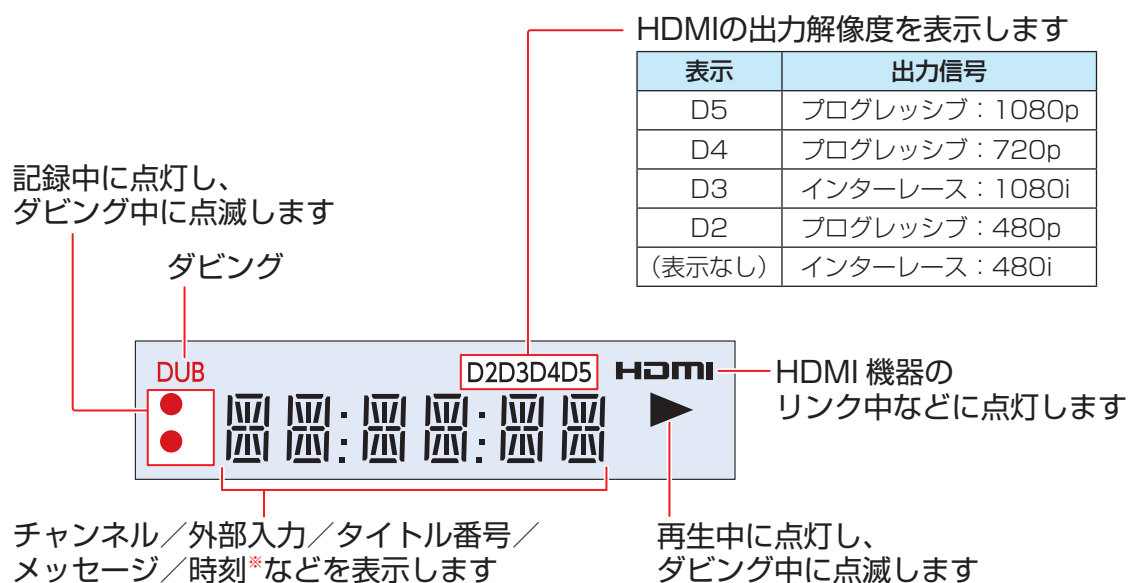 HDMIの出力解像度を表示します
表示 出力信号
D5 プログレッシブ：1080p
D4 プログレッシブ：720p
D3 インターレース：1080i
D2 プログレッシブ：480p
（表示なし） インターレース：480i
記録中に点灯し、
ダビング中に点滅します
ダビング
DUB D2D3D4D5 HDMI
HDMI 機器の
リンク中などに点灯します
チャンネル／外部入力／タイトル番号／
メッセージ／時刻※などを表示します
再生中に点灯し、
ダビング中に点滅します